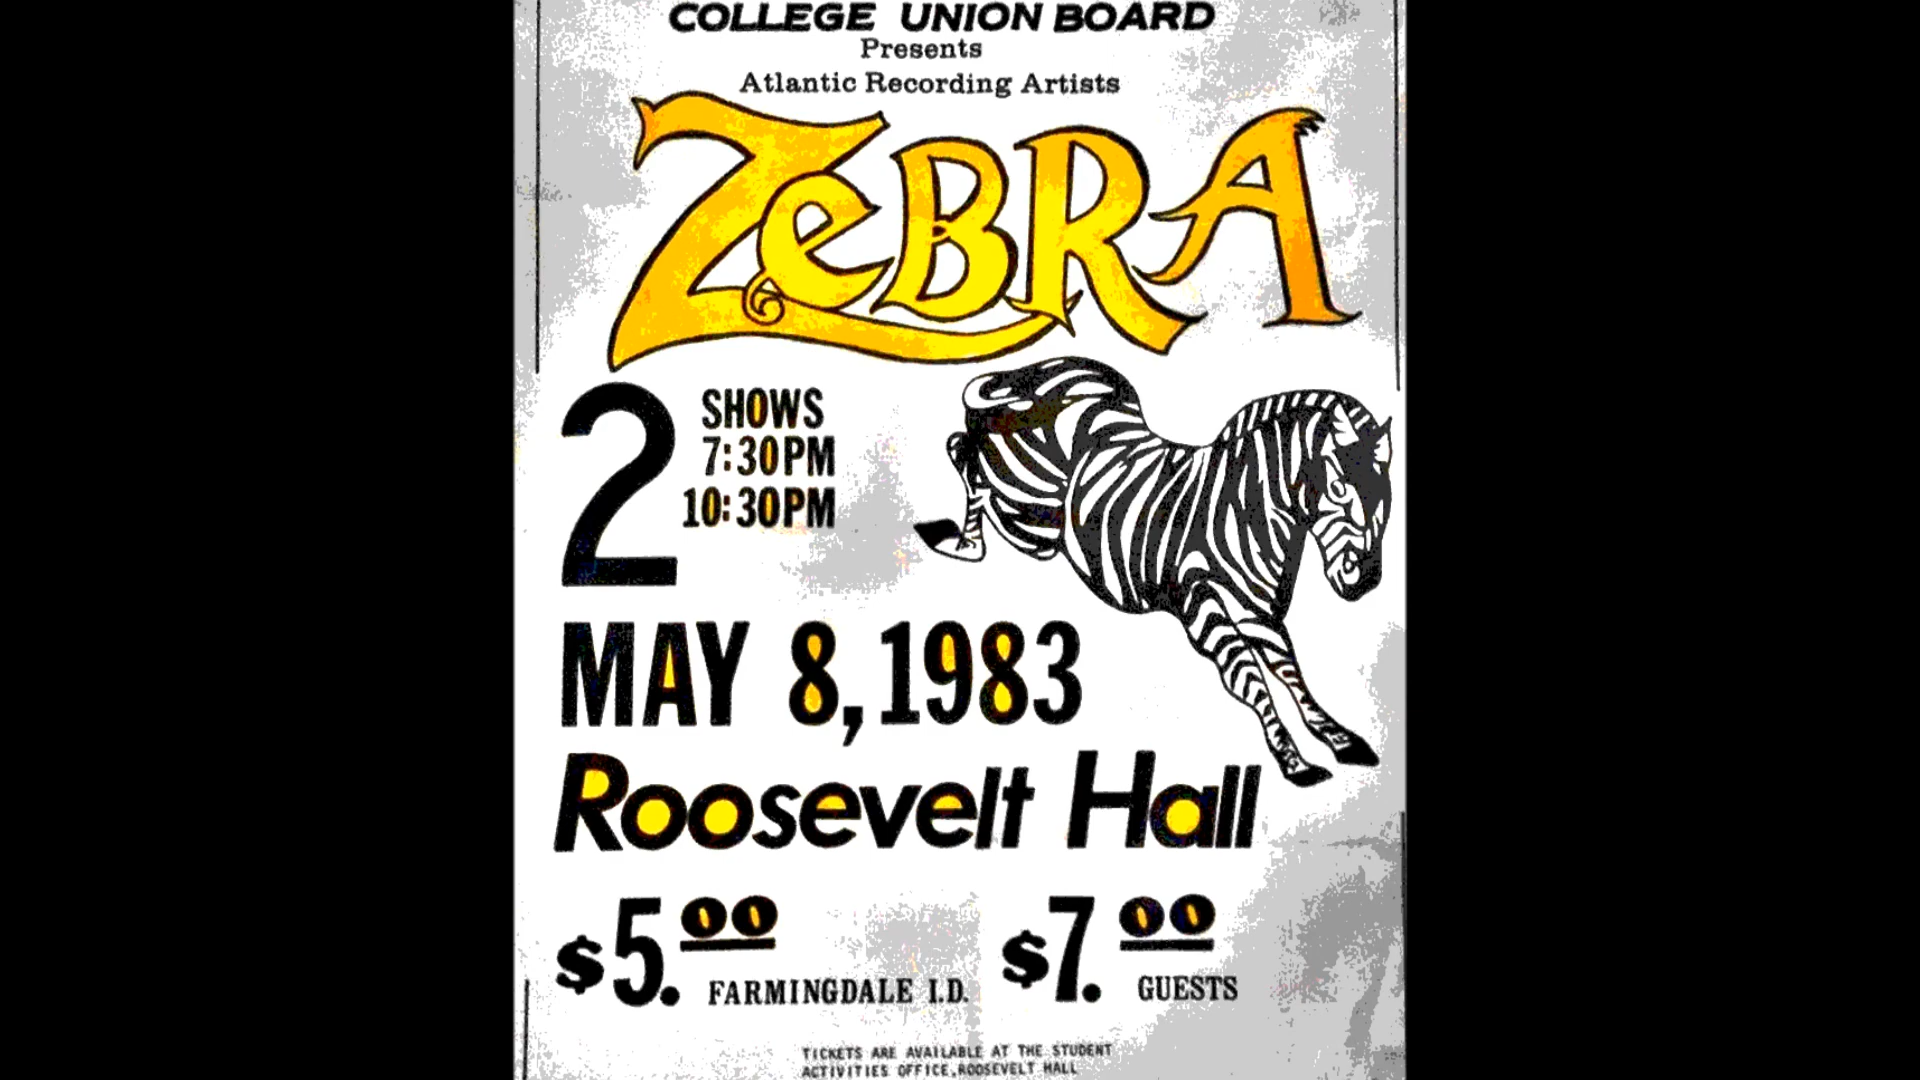 COLLEGE UNION BOARD
Presents
Atlantic Recording Artists
ZeBRA
2 SHOWS
7:30PM
10:30PM
MAY 8, 1983
Roosevelt Hall
$5.00 FARMINGDALE I.D. $7.00 GUESTS
TICKETS ARE AVAILABLE AT THE STUDENT
ACTIVITIES OFFICE, ROOSEVELT HALL